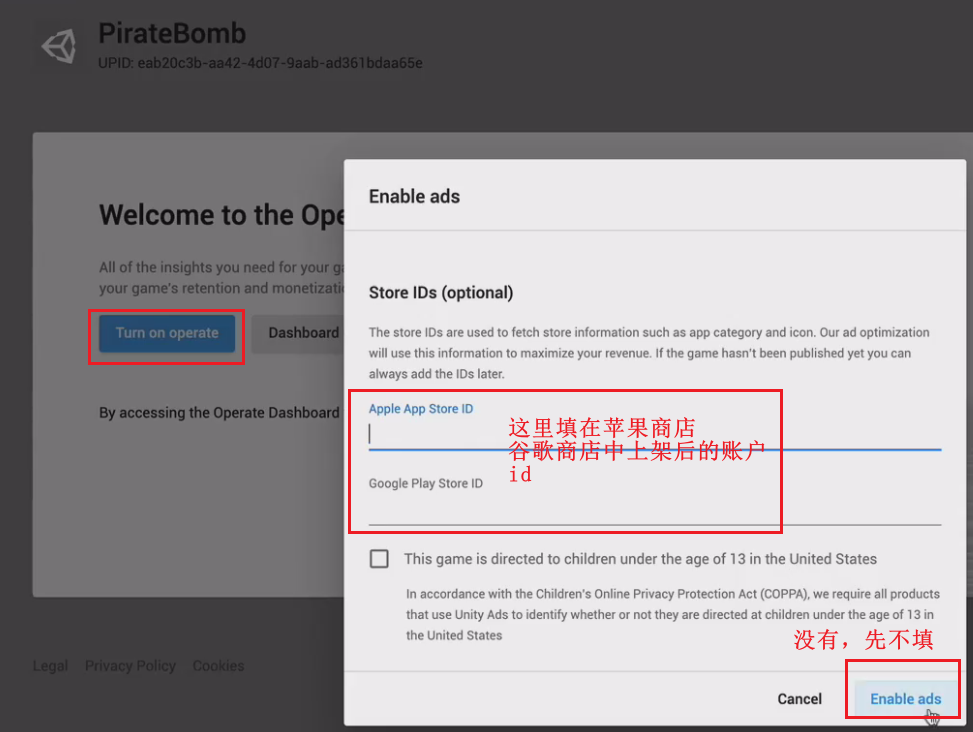 PirateBomb
UPID: eab20c3b-aa42-4d07-9aab-ad361bdaa65e
Welcome to the Ope
All of the insights you need for your ga
your game's retention and monetizatio
Turn on operate
Dashboard
By accessing the Operate Dashboard
Legal Privacy Policy Cookies
Enable ads
Store IDs (optional)
The store IDs are used to fetch store information such as app category and icon. Our ad optimization
will use this information to maximize your revenue. If the game hasn't been published yet you can
always add the IDs later.
Apple App Store ID
这里填在苹果商店
谷歌商店中上架后的账户
id
Google Play Store ID
This game is directed to children under the age of 13 in the United States
In accordance with the Children's Online Privacy Protection Act (COPPA), we require all products
that use Unity Ads to identify whether or not they are directed at children under the age of 13 in
the United States
没有，先不填
Cancel
Enable ads